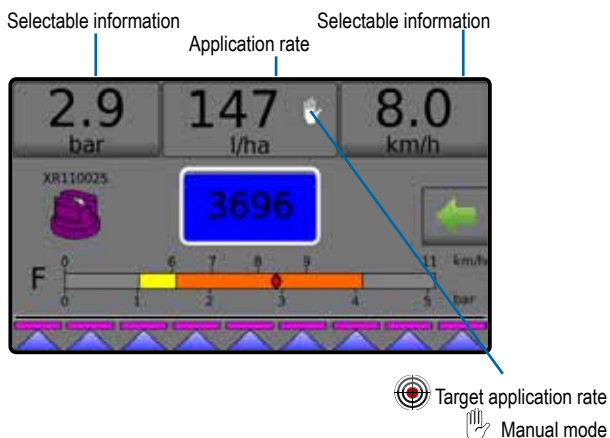 Selectable information
Application rate
Selectable information
2.9
bar
147
l/ha
8.0
km/h
XR110025
3696
F
0 6 7 8 9 11 km/h
0 1 2 3 4 5 bar
Target application rate
Manual mode